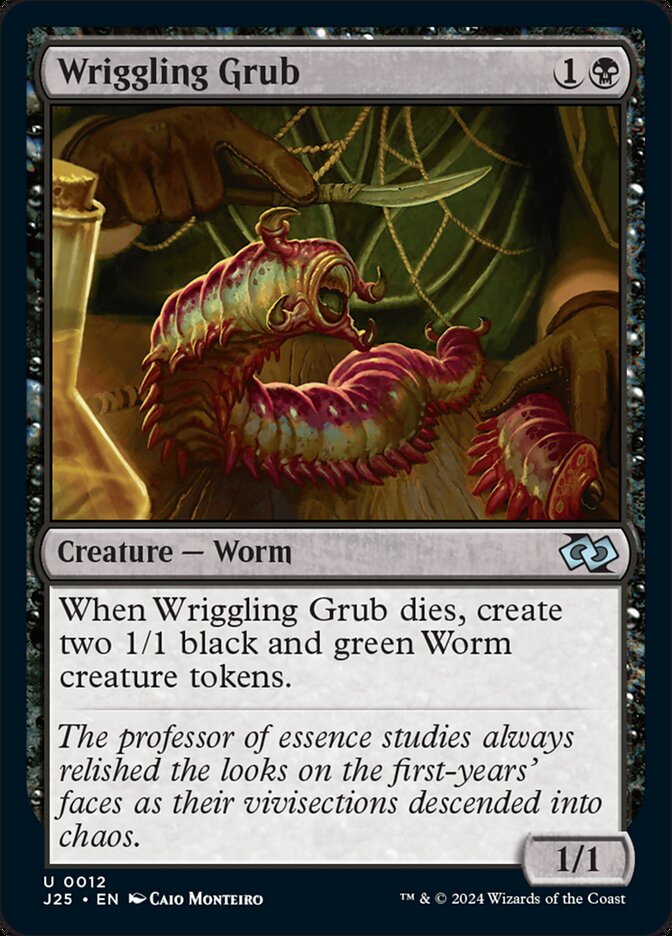 Wriggling Grub
1
Creature — Worm
When Wriggling Grub dies, create
two 1/1 black and green Worm
creature tokens.
The professor of essence studies always
relished the looks on the first-years’
faces as their vivisections descended into
chaos.
1/1
U 0012
J25 • EN Caio Monteiro
™ & © 2024 Wizards of the Coast